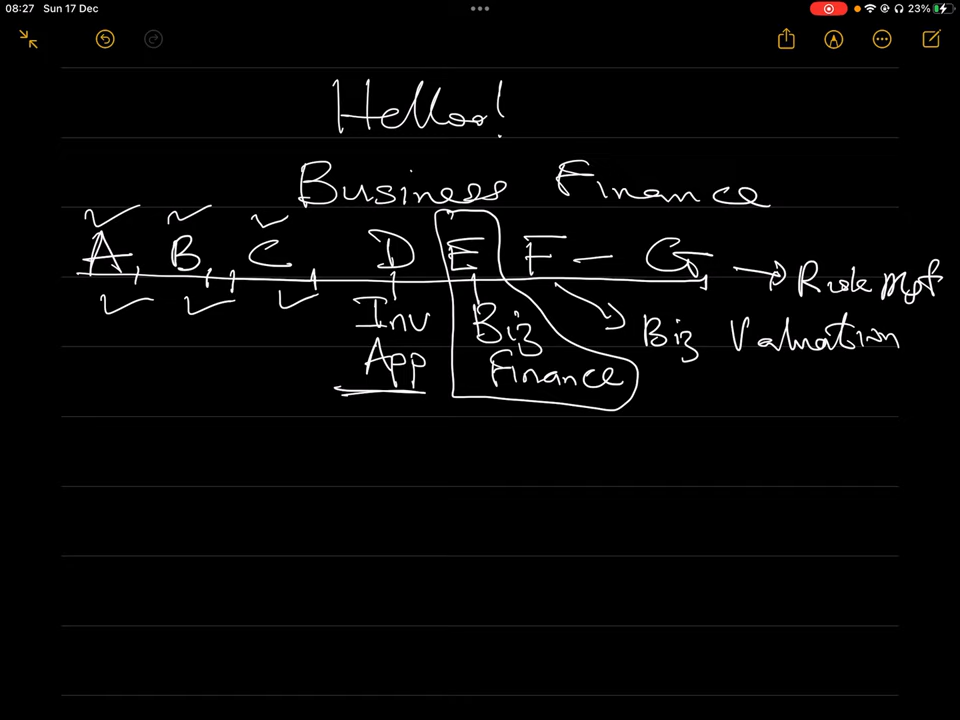 08:27 Sun 17 Dec
23%
Helloo!
Business Finance
A, B, C D E F — G → Risk mgt
Inv Biz Biz Valuation
App Finance